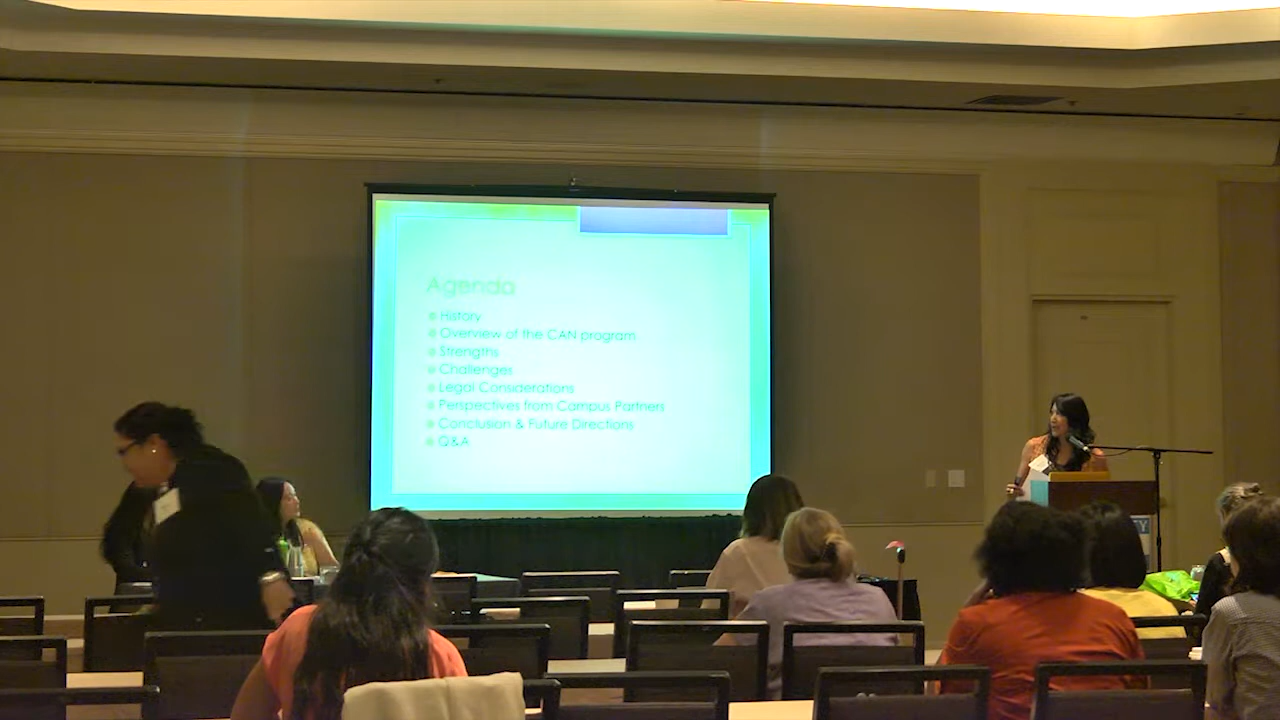 Agenda
History
Overview of the CAN program
Strengths
Challenges
Legal Considerations
Perspectives from Campus Partners
Conclusion & Future Directions
Q&A